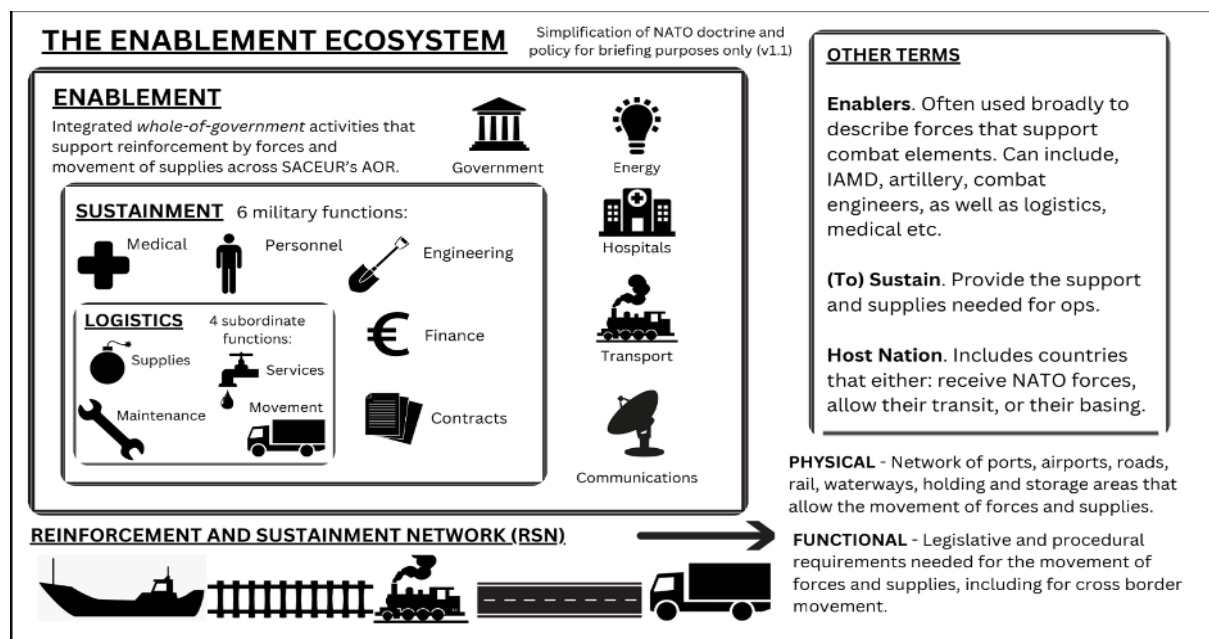 THE ENABLEMENT ECOSYSTEM
Simplification of NATO doctrine and
policy for briefing purposes only (v1.1)
ENABLEMENT
Integrated whole-of-government activities that
support reinforcement by forces and
movement of supplies across SACEUR's AOR.
Government
Energy
Hospitals
Transport
Communications
SUSTAINMENT 6 military functions:
Medical
Personnel
Engineering
Finance
Contracts
LOGISTICS
4 subordinate
functions:
Supplies
Services
Maintenance
Movement
OTHER TERMS
Enablers. Often used broadly to
describe forces that support
combat elements. Can include,
IAMD, artillery, combat
engineers, as well as logistics,
medical etc.
(To) Sustain. Provide the support
and supplies needed for ops.
Host Nation. Includes countries
that either: receive NATO forces,
allow their transit, or their basing.
REINFORCEMENT AND SUSTAINMENT NETWORK (RSN)
PHYSICAL - Network of ports, airports, roads,
rail, waterways, holding and storage areas that
allow the movement of forces and supplies.
FUNCTIONAL - Legislative and procedural
requirements needed for the movement of
forces and supplies, including for cross border
movement.